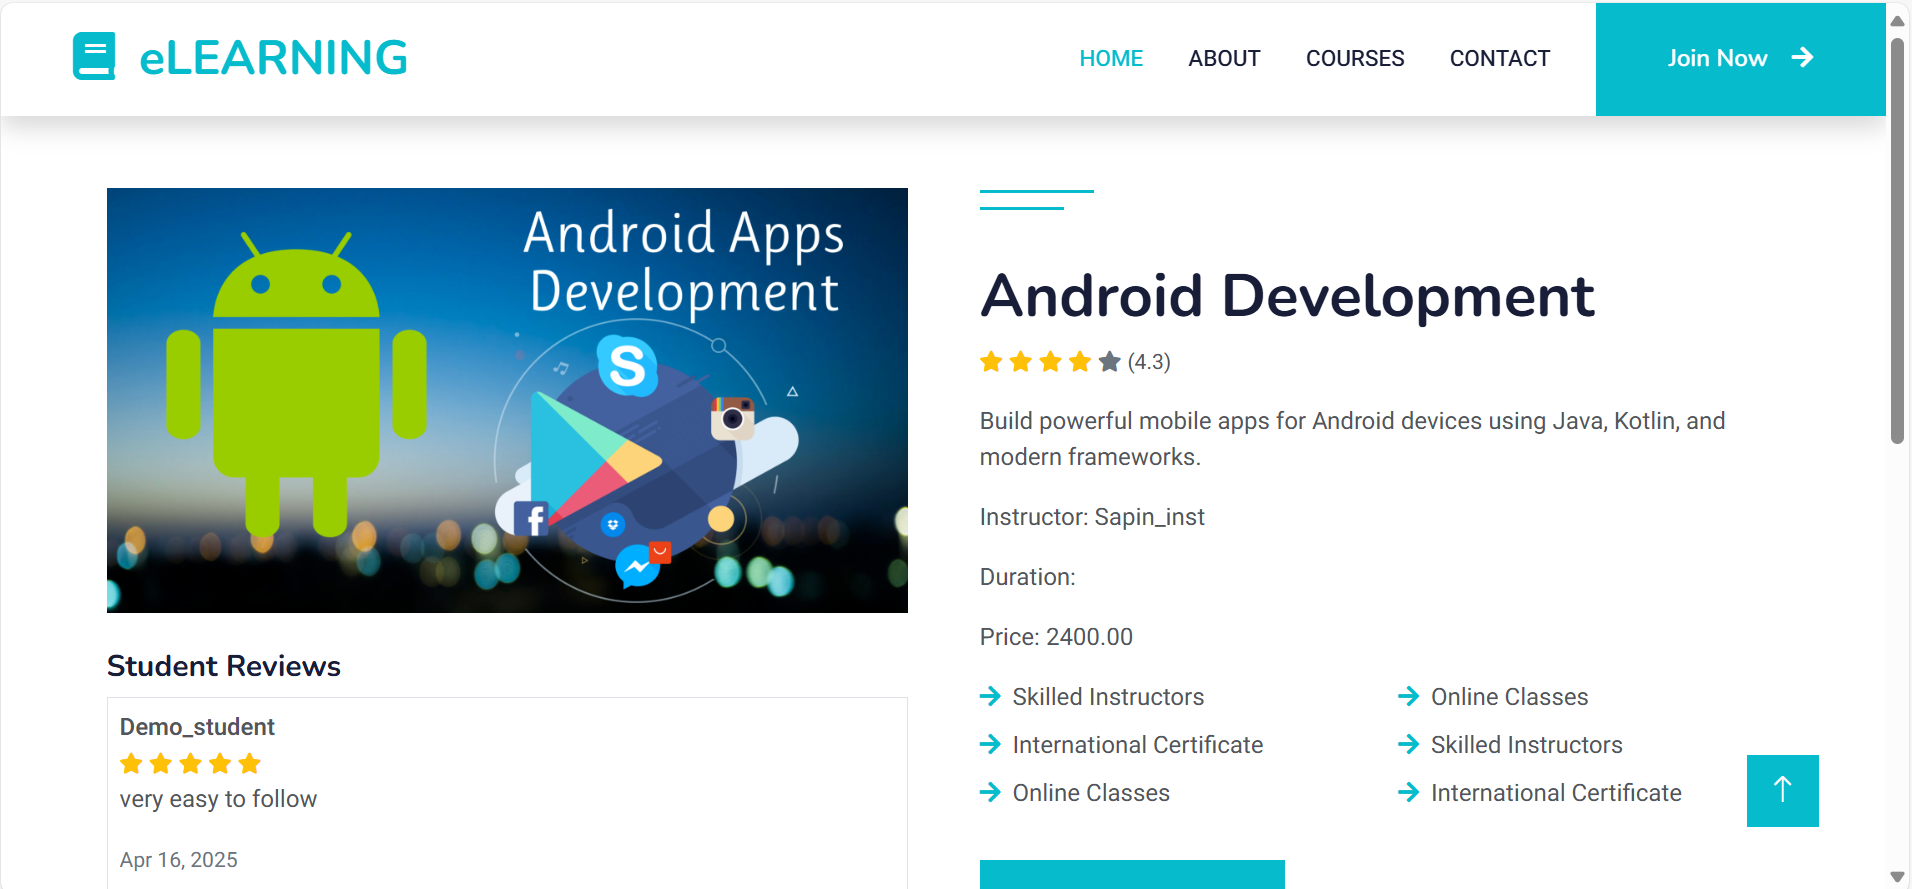 eLEARNING
HOME
ABOUT
COURSES
CONTACT
Join Now
Android Apps
Development
S
f
Student Reviews
Demo_student
very easy to follow
Apr 16, 2025
Android Development
(4.3)
Build powerful mobile apps for Android devices using Java, Kotlin, and
modern frameworks.
Instructor: Sapin_inst
Duration:
Price: 2400.00
Skilled Instructors
Online Classes
International Certificate
Skilled Instructors
Online Classes
International Certificate